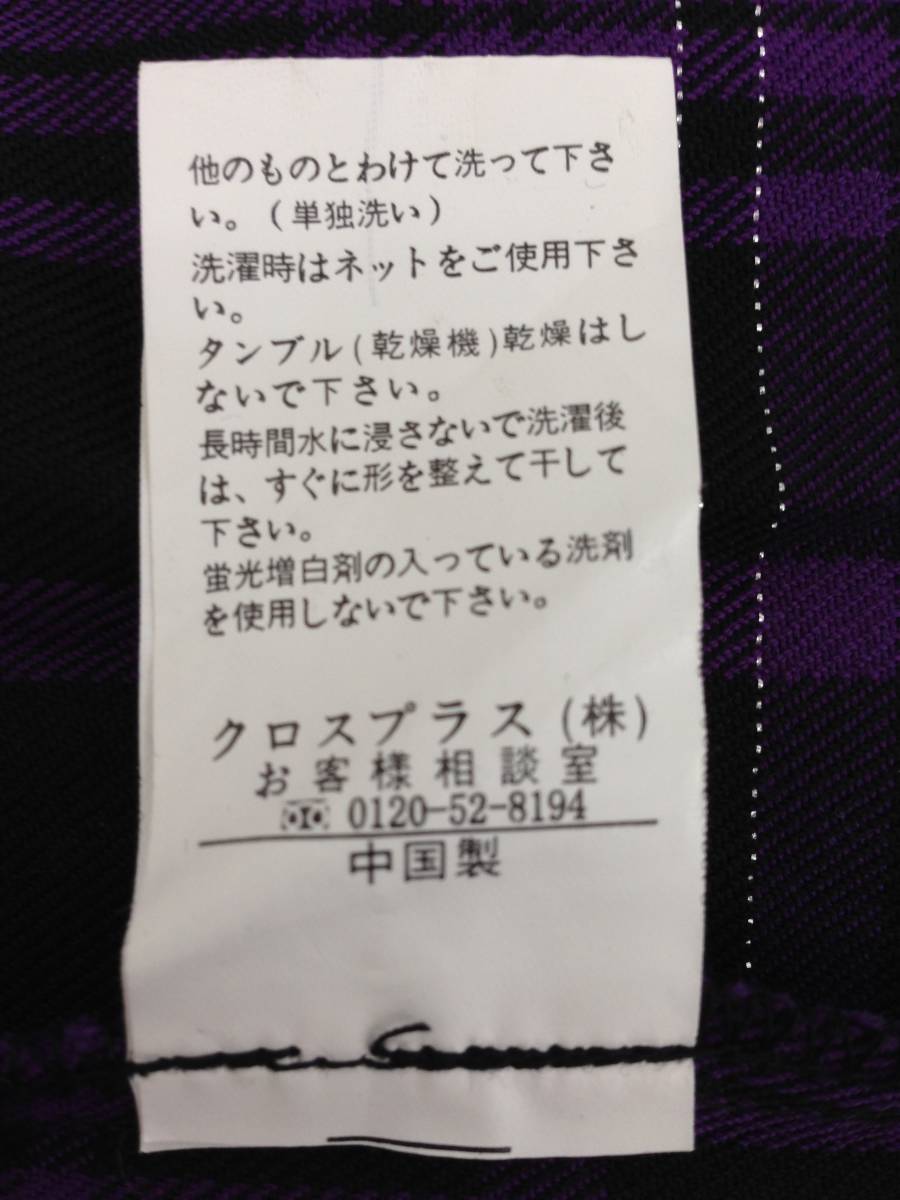 他のものとわけて洗って下さ
い。(単独洗い)
洗濯時はネットをご使用下さ
い。
タンブル(乾燥機)乾燥はし
ないで下さい。
長時間水に浸さないで洗濯後
は、すぐに形を整えて干して
下さい。
蛍光増白剤の入っている洗剤
を使用しないで下さい。
クロスプラス(株)
お客様相談室
0120-52-8194
中国製